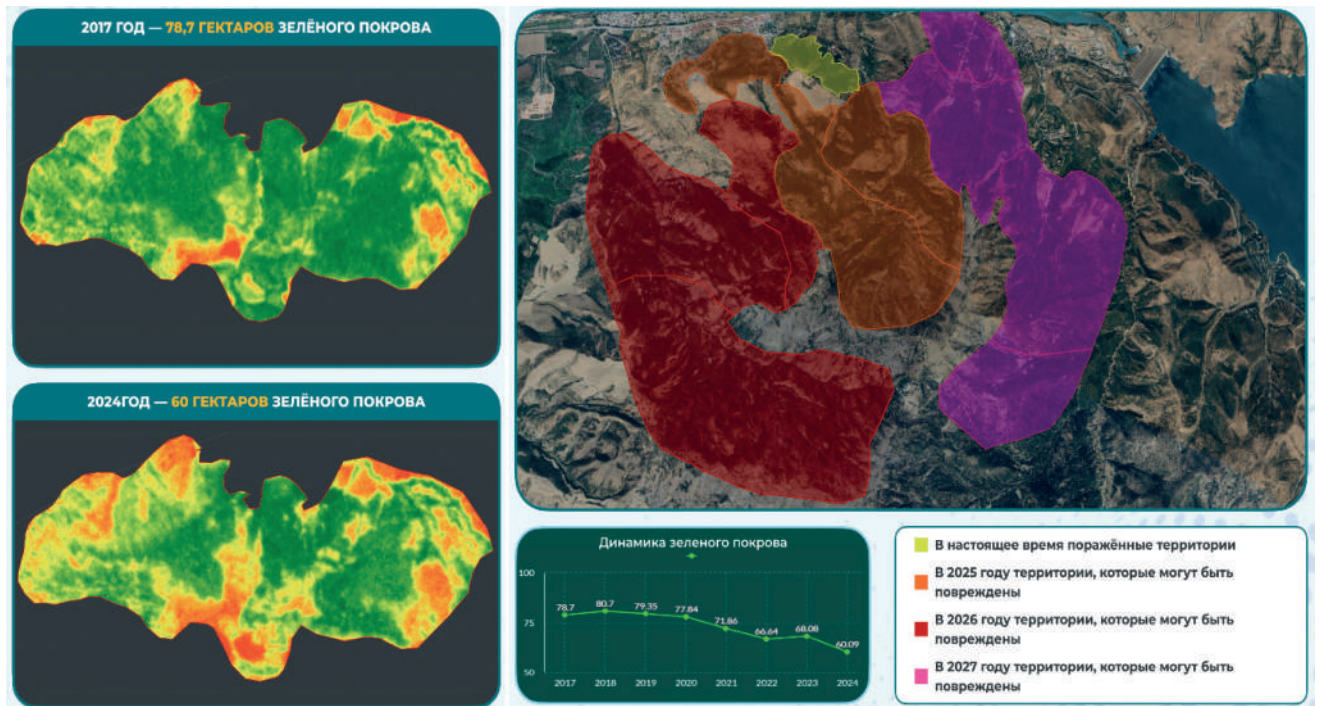 2017 ГОД — 78,7 ГЕКТАРОВ ЗЕЛЁНОГО ПОКРОВА
2024ГОД — 60 ГЕКТАРОВ ЗЕЛЁНОГО ПОКРОВА
Динамика зеленого покрова
100
75
50
78.7
80.7
79.35
77.84
71.86
66.64
68.08
60.09
2017
2018
2019
2020
2021
2022
2023
2024
В настоящее время поражённые территории
В 2025 году территории, которые могут быть
повреждены
В 2026 году территории, которые могут быть
повреждены
В 2027 году территории, которые могут быть
повреждены